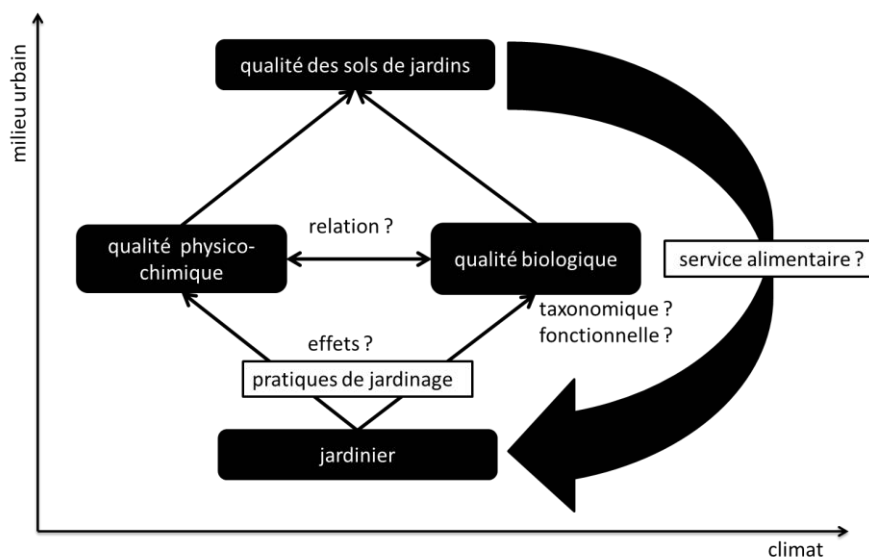 milieu urbain
qualité des sols de jardins
relation ?
qualité physico-
chimique
qualité biologique
service alimentaire ?
taxonomique ?
fonctionnelle ?
effets ?
pratiques de jardinage
jardinier
climat